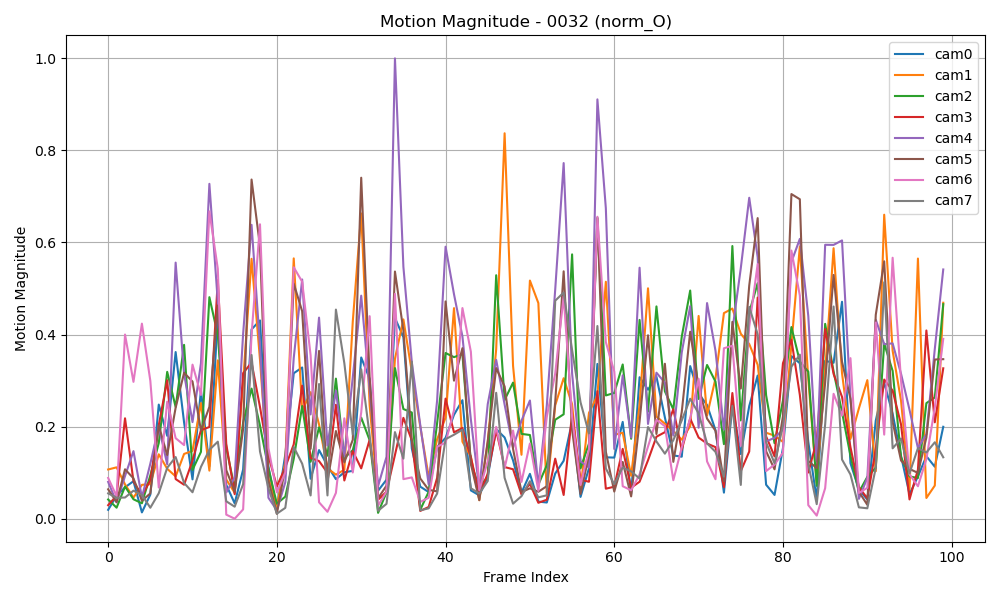 Motion Magnitude - 0032 (norm_O)
Motion Magnitude
1.0
0.8
0.6
0.4
0.2
0.0
0
20
40
60
80
100
Frame Index
cam0
cam1
cam2
cam3
cam4
cam5
cam6
cam7